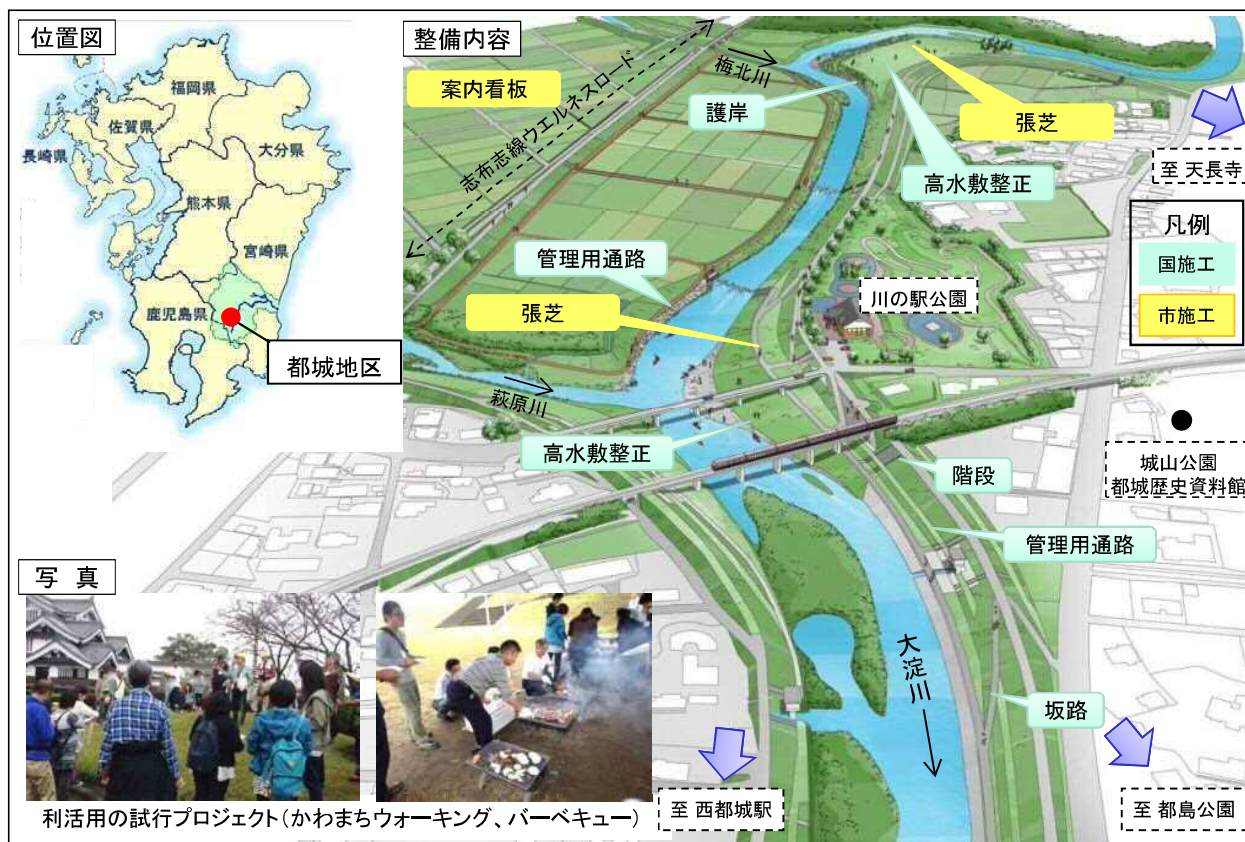 位置図
福岡県
佐賀県
長崎県
大分県
熊本県
宮崎県
鹿児島県
都城地区
整備内容
案内看板
志布志線ウエルネスロード
梅北川
護岸
張芝
高水敷整正
至 天長寺
凡例
国施工
市施工
管理用通路
張芝
川の駅公園
萩原川
高水敷整正
階段
城山公園
都城歴史資料館
管理用通路
大淀川
坂路
至 西都城駅
至 都島公園
写 真
利活用の試行プロジェクト(かわまちウォーキング、バーベキュー)